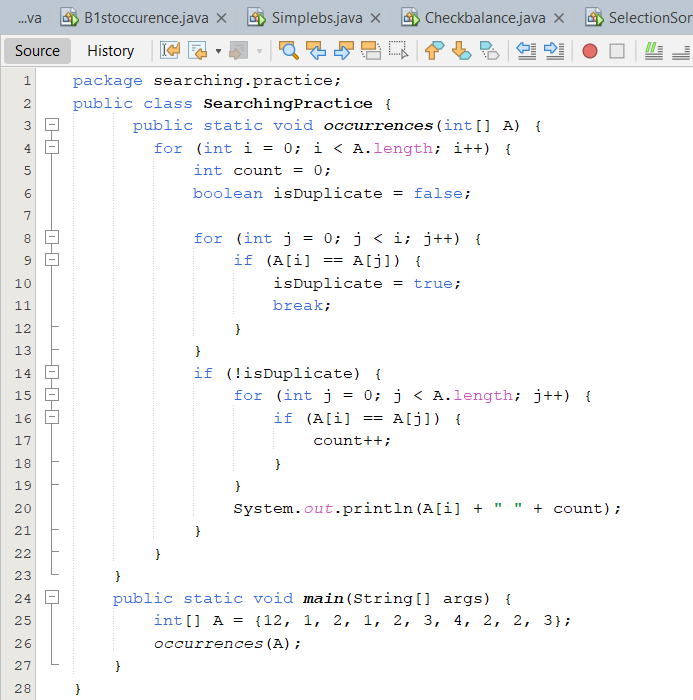 ...va B1stoccurence.java Simplebs.java Checkbalance.java SelectionSor
Source History
1 package searching.practice;
2 public class SearchingPractice {
3 public static void occurrences(int[] A) {
4 for (int i = 0; i < A.length; i++) {
5 int count = 0;
6 boolean isDuplicate = false;
7
8 for (int j = 0; j < i; j++) {
9 if (A[i] == A[j]) {
10 isDuplicate = true;
11 break;
12 }
13 }
14 if (!isDuplicate) {
15 for (int j = 0; j < A.length; j++) {
16 if (A[i] == A[j]) {
17 count++;
18 }
19 }
20 System.out.println(A[i] + " " + count);
21 }
22 }
23 }
24 public static void main(String[] args) {
25 int[] A = {12, 1, 2, 1, 2, 3, 4, 2, 2, 3};
26 occurrences(A);
27 }
28 }